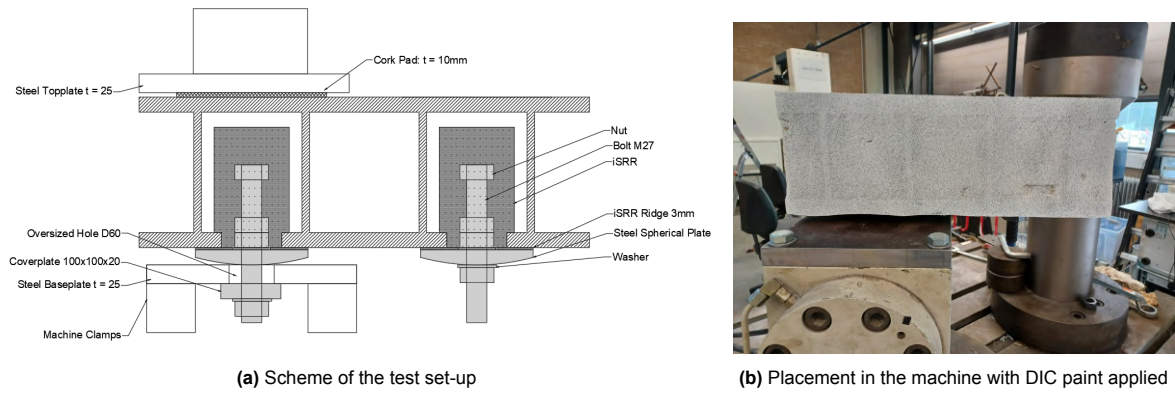 Cork Pad: t = 10mm
Steel Topplate t = 25
Nut
Bolt M27
iSRR
iSRR Ridge 3mm
Steel Spherical Plate
Washer
Oversized Hole D60
Coverplate 100x100x20
Steel Baseplate t = 25
Machine Clamps
(a) Scheme of the test set-up
(b) Placement in the machine with DIC paint applied